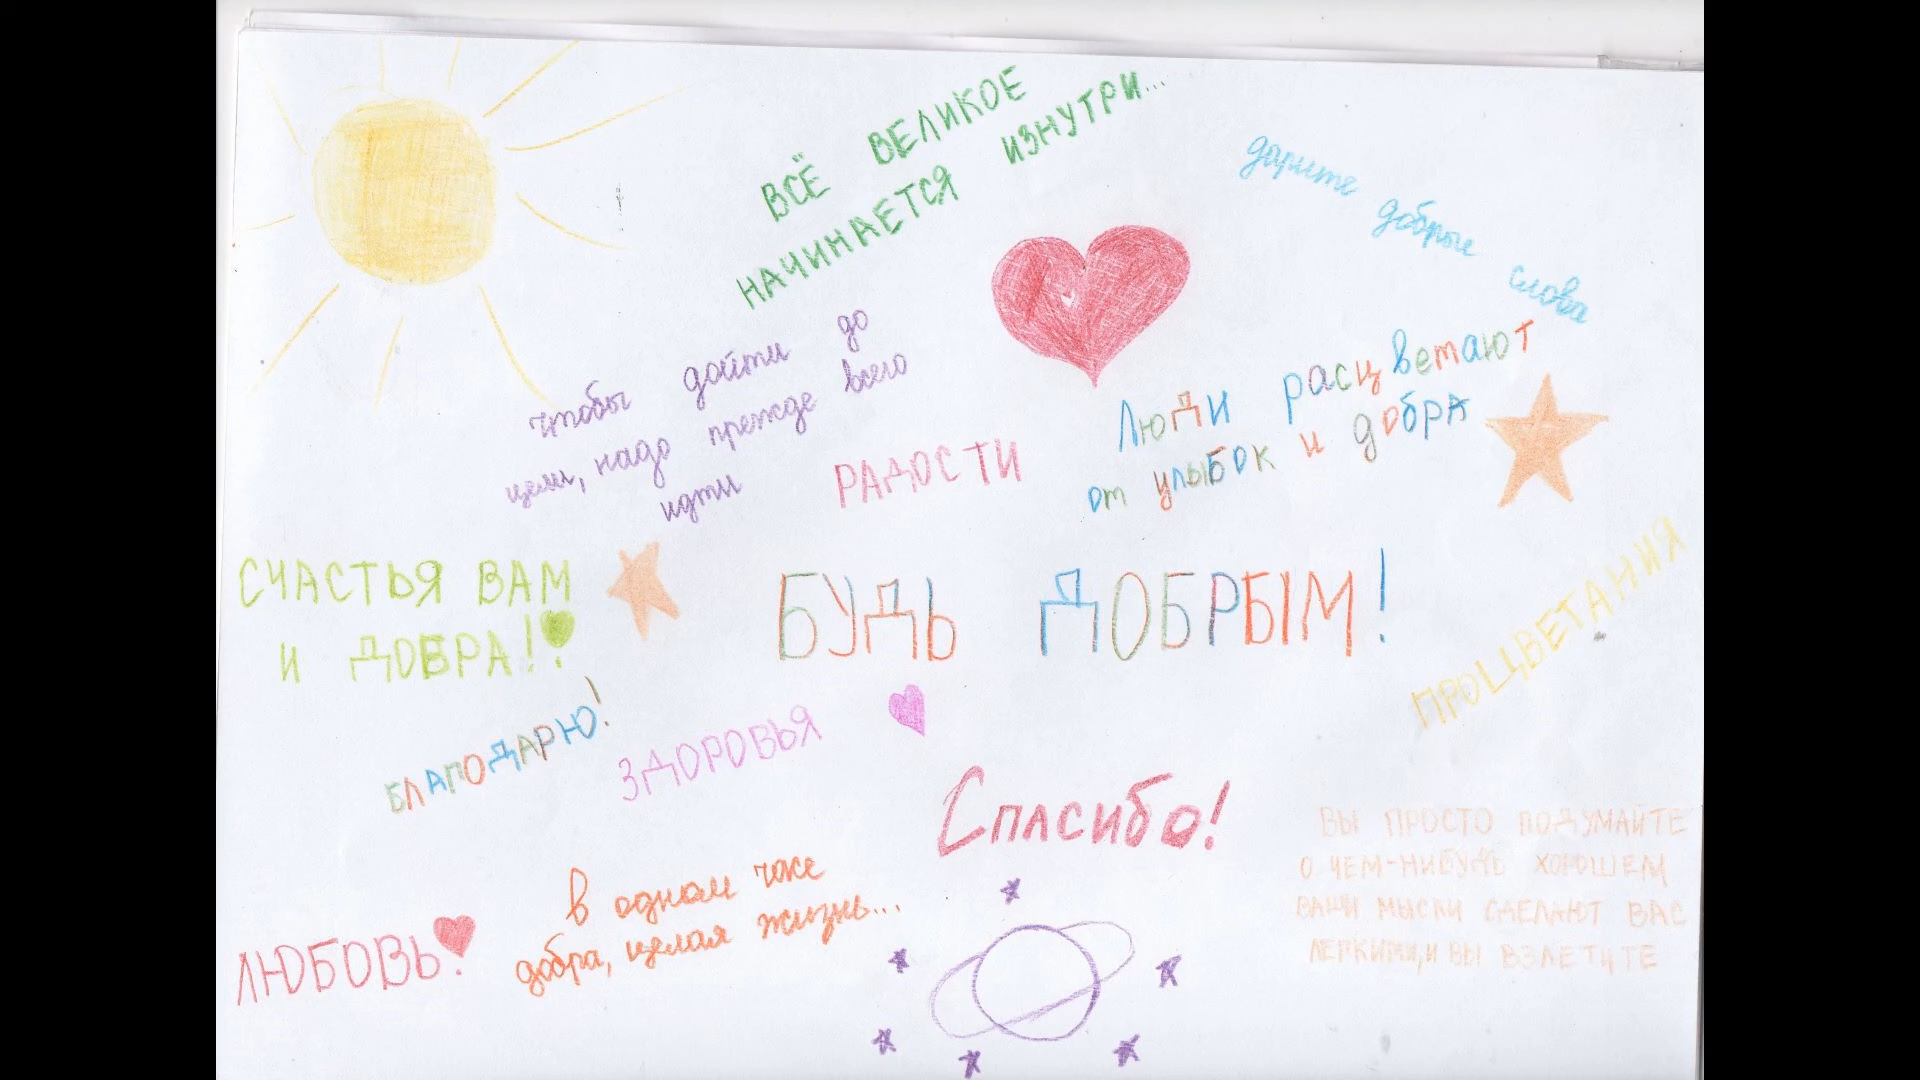 ВСЁ ВЕЛИКОЕ
НАЧИНАЕТСЯ ИЗНУТРИ...
дарите добрые слова
чтобы дойти до
цели, надо прежде всего
идти
РАДОСТИ
Люди расцветают
от улыбок и добра
СЧАСТЬЯ ВАМ
И ДОБРА!
БУДЬ ДОБРЫМ!
ПРОЦВЕТАНИЯ
БЛАГОДАРЮ!
ЗДОРОВЬЯ
Спасибо!
ВЫ ПРОСТО ПОДУМАЙТЕ
О ЧЕМ-НИБУДЬ ХОРОШЕМ
ВАШИ МЫСЛИ СДЕЛАЮТ ВАС
ЛЕГКИМИ, И ВЫ ВЗЛЕТИТЕ
ЛЮБОВЬ!
В одном часе
добра, целая жизнь...